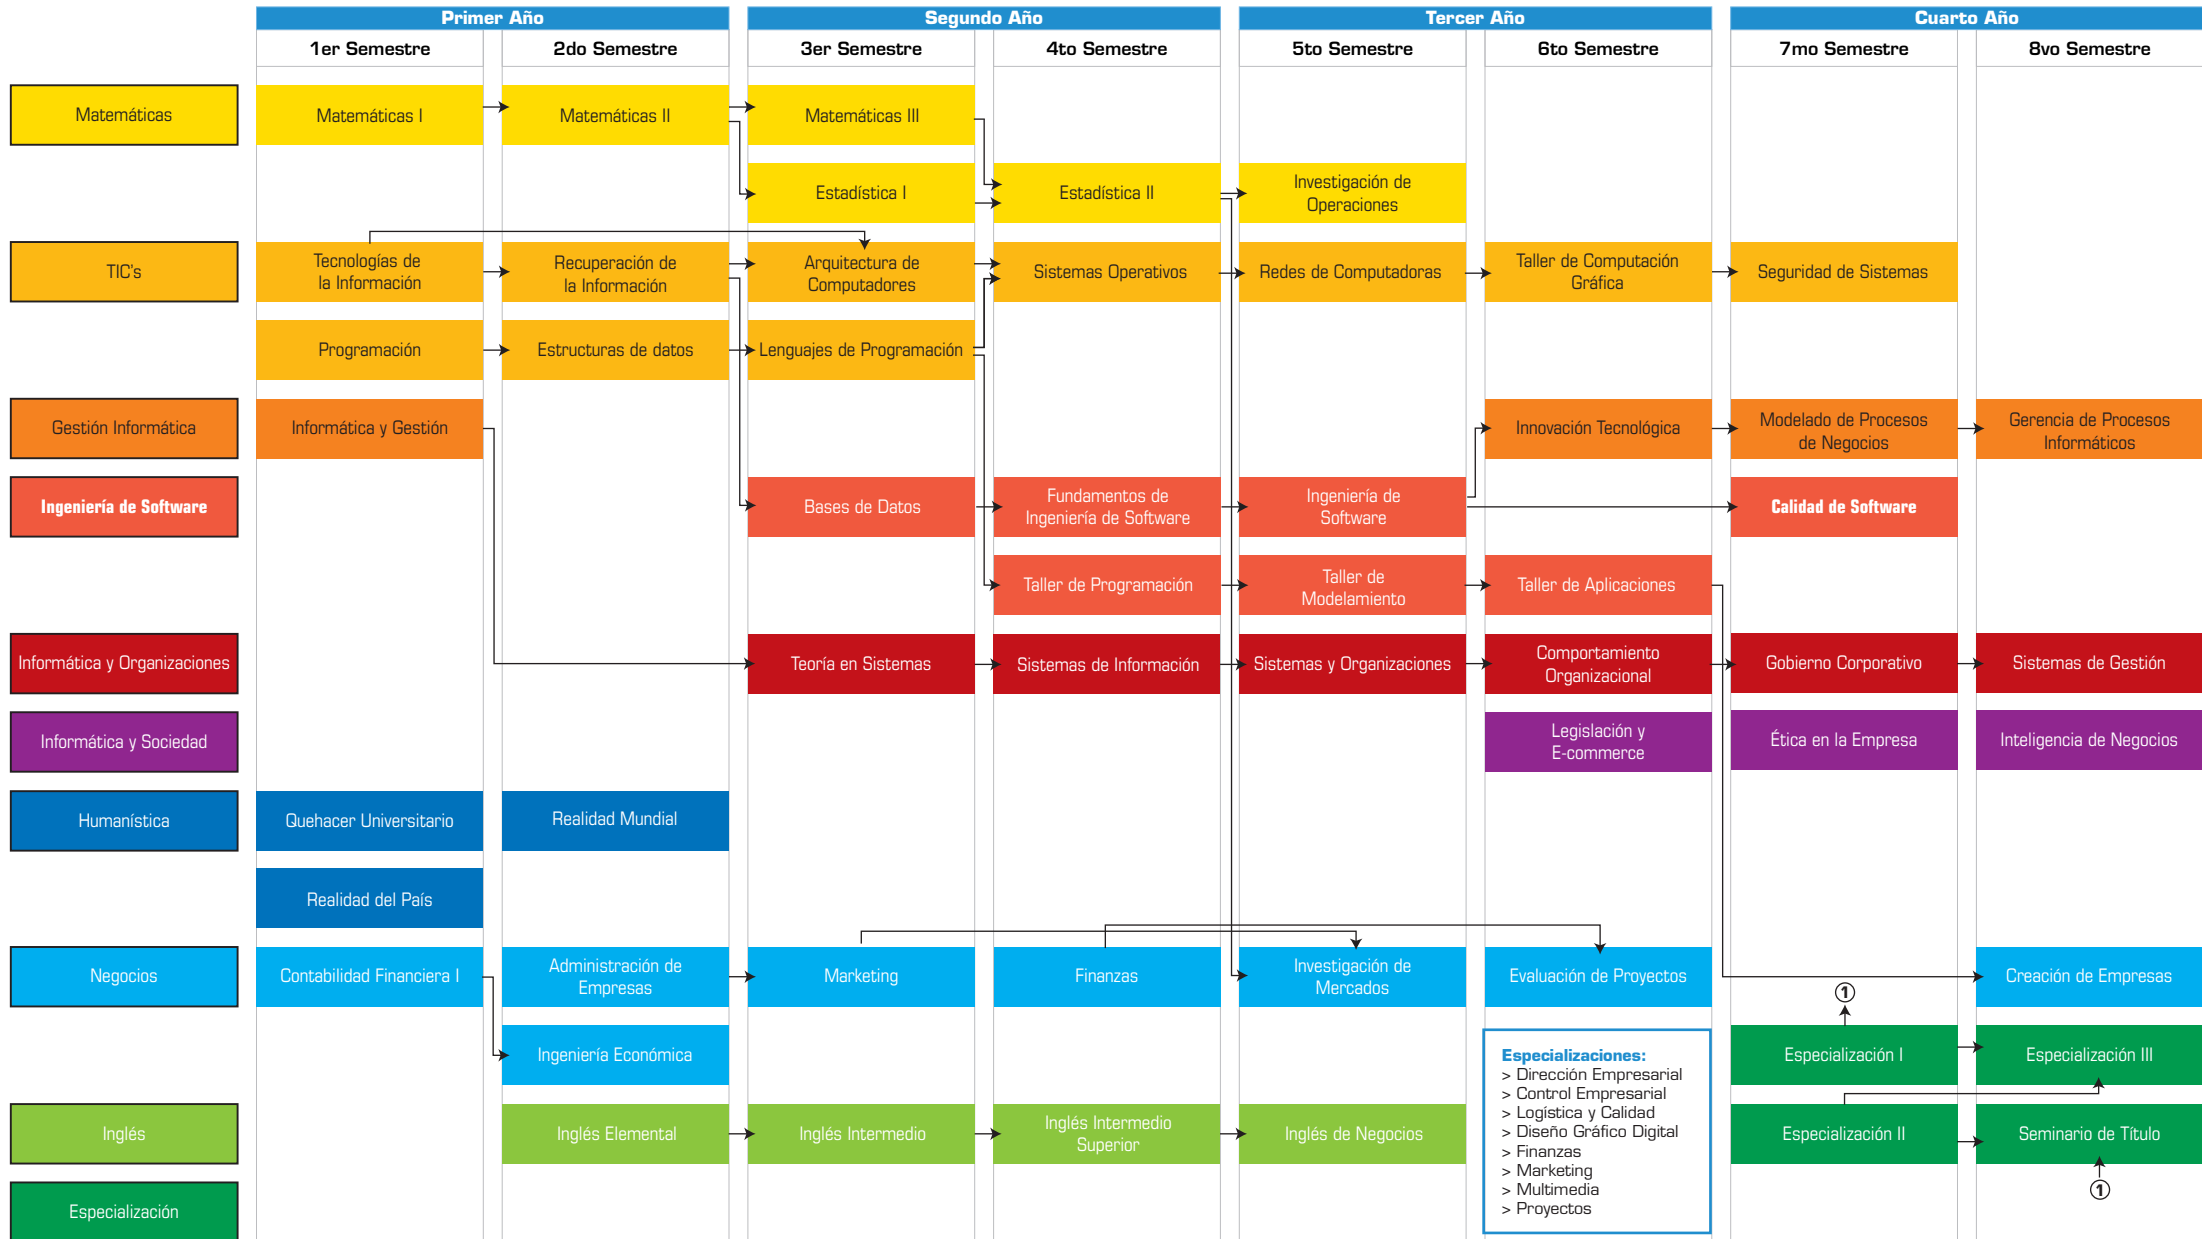 Primer Año
Segundo Año
Tercer Año
Cuarto Año
1er Semestre
2do Semestre
3er Semestre
4to Semestre
5to Semestre
6to Semestre
7mo Semestre
8vo Semestre
Matemáticas
Matemáticas I
Matemáticas II
Matemáticas III
Estadística I
Estadística II
Investigación de
Operaciones
TIC's
Tecnologías de
la Información
Recuperación de
la Información
Arquitectura de
Computadores
Sistemas Operativos
Redes de Computadoras
Taller de Computación
Gráfica
Seguridad de Sistemas
Programación
Estructuras de datos
Lenguajes de Programación
Gestión Informática
Informática y Gestión
Innovación Tecnológica
Modelado de Procesos
de Negocios
Gerencia de Procesos
Informáticos
Ingeniería de Software
Bases de Datos
Fundamentos de
Ingeniería de Software
Ingeniería de
Software
Calidad de Software
Taller de Programación
Taller de
Modelamiento
Taller de Aplicaciones
Informática y Organizaciones
Teoría en Sistemas
Sistemas de Información
Sistemas y Organizaciones
Comportamiento
Organizacional
Gobierno Corporativo
Sistemas de Gestión
Informática y Sociedad
Legislación y
E-commerce
Ética en la Empresa
Inteligencia de Negocios
Humanística
Quehacer Universitario
Realidad Mundial
Realidad del País
Negocios
Contabilidad Financiera I
Administración de
Empresas
Marketing
Finanzas
Investigación de
Mercados
Evaluación de Proyectos
Creación de Empresas
1
Ingeniería Económica
Especialización I
Especialización III
Especializaciones:
> Dirección Empresarial
> Control Empresarial
> Logística y Calidad
> Diseño Gráfico Digital
> Finanzas
> Marketing
> Multimedia
> Proyectos
Inglés
Inglés Elemental
Inglés Intermedio
Inglés Intermedio
Superior
Inglés de Negocios
Especialización II
Seminario de Título
1
Especialización